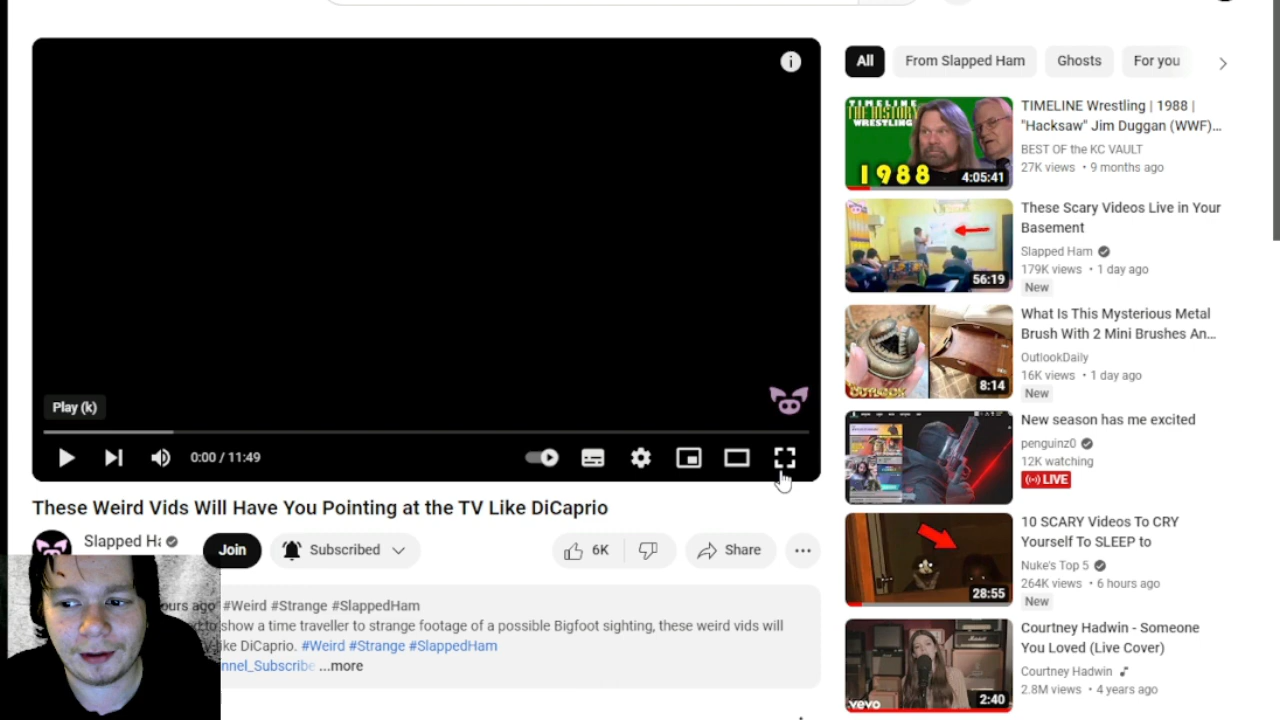 All
From Slapped Ham
Ghosts
For you
Play (k)
0:00 / 11:49
These Weird Vids Will Have You Pointing at the TV Like DiCaprio
Slapped Ha
Join
Subscribed
6K
Share
ours ago #Weird #Strange #SlappedHam
to show a time traveller to strange footage of a possible Bigfoot sighting, these weird vids will
like DiCaprio. #Weird #Strange #SlappedHam
nnel_Subscribe ...more
TIMELINE
THE HISTORY
WRESTLING
1988
4:05:41
TIMELINE Wrestling | 1988 |
"Hacksaw" Jim Duggan (WWF)...
BEST OF the KC VAULT
27K views • 9 months ago
56:19
These Scary Videos Live in Your
Basement
Slapped Ham
179K views • 1 day ago
New
OUTLOOK
8:14
What Is This Mysterious Metal
Brush With 2 Mini Brushes An...
OutlookDaily
16K views • 1 day ago
New
New season has me excited
penguinz0
12K watching
LIVE
28:55
10 SCARY Videos To CRY
Yourself To SLEEP to
Nuke's Top 5
264K views • 6 hours ago
New
vevo
2:40
Courtney Hadwin - Someone
You Loved (Live Cover)
Courtney Hadwin
2.8M views • 4 years ago